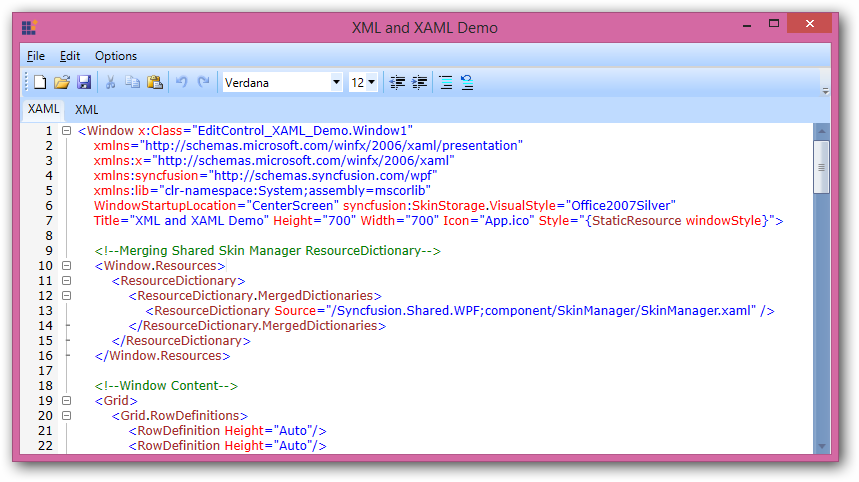 XML and XAML Demo
File Edit Options
Verdana 12
XAML XML
1 <Window x:Class="EditControl_XAML_Demo.Window1"
2 xmlns="http://schemas.microsoft.com/winfx/2006/xaml/presentation"
3 xmlns:x="http://schemas.microsoft.com/winfx/2006/xaml"
4 xmlns:syncfusion="http://schemas.syncfusion.com/wpf"
5 xmlns:lib="clr-namespace:System;assembly=mscorlib"
6 WindowStartupLocation="CenterScreen" syncfusion:SkinStorage.VisualStyle="Office2007Silver"
7 Title="XML and XAML Demo" Height="700" Width="700" Icon="App.ico" Style="{StaticResource windowStyle}">
8
9 <!--Merging Shared Skin Manager ResourceDictionary-->
10 <Window.Resources>
11 <ResourceDictionary>
12 <ResourceDictionary.MergedDictionaries>
13 <ResourceDictionary Source="/Syncfusion.Shared.WPF;component/SkinManager/SkinManager.xaml" />
14 </ResourceDictionary.MergedDictionaries>
15 </ResourceDictionary>
16 </Window.Resources>
17
18 <!--Window Content-->
19 <Grid>
20 <Grid.RowDefinitions>
21 <RowDefinition Height="Auto"/>
22 <RowDefinition Height="Auto"/>